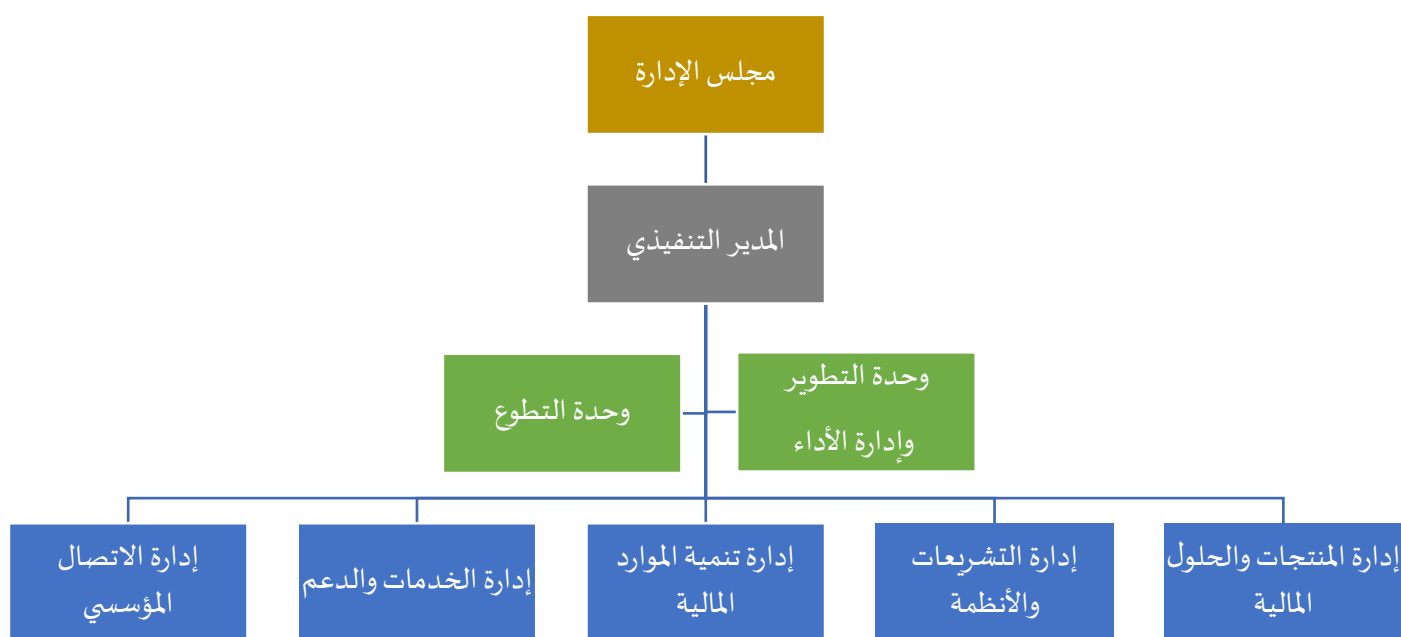 مجلس الإدارة
المدير التنفيذي
وحدة التطوير
وإدارة الأداء
وحدة التطوع
إدارة المنتجات والحلول
المالية
إدارة التشريعات
والأنظمة
إدارة تنمية الموارد
المالية
إدارة الخدمات والدعم
إدارة الاتصال
المؤسسي